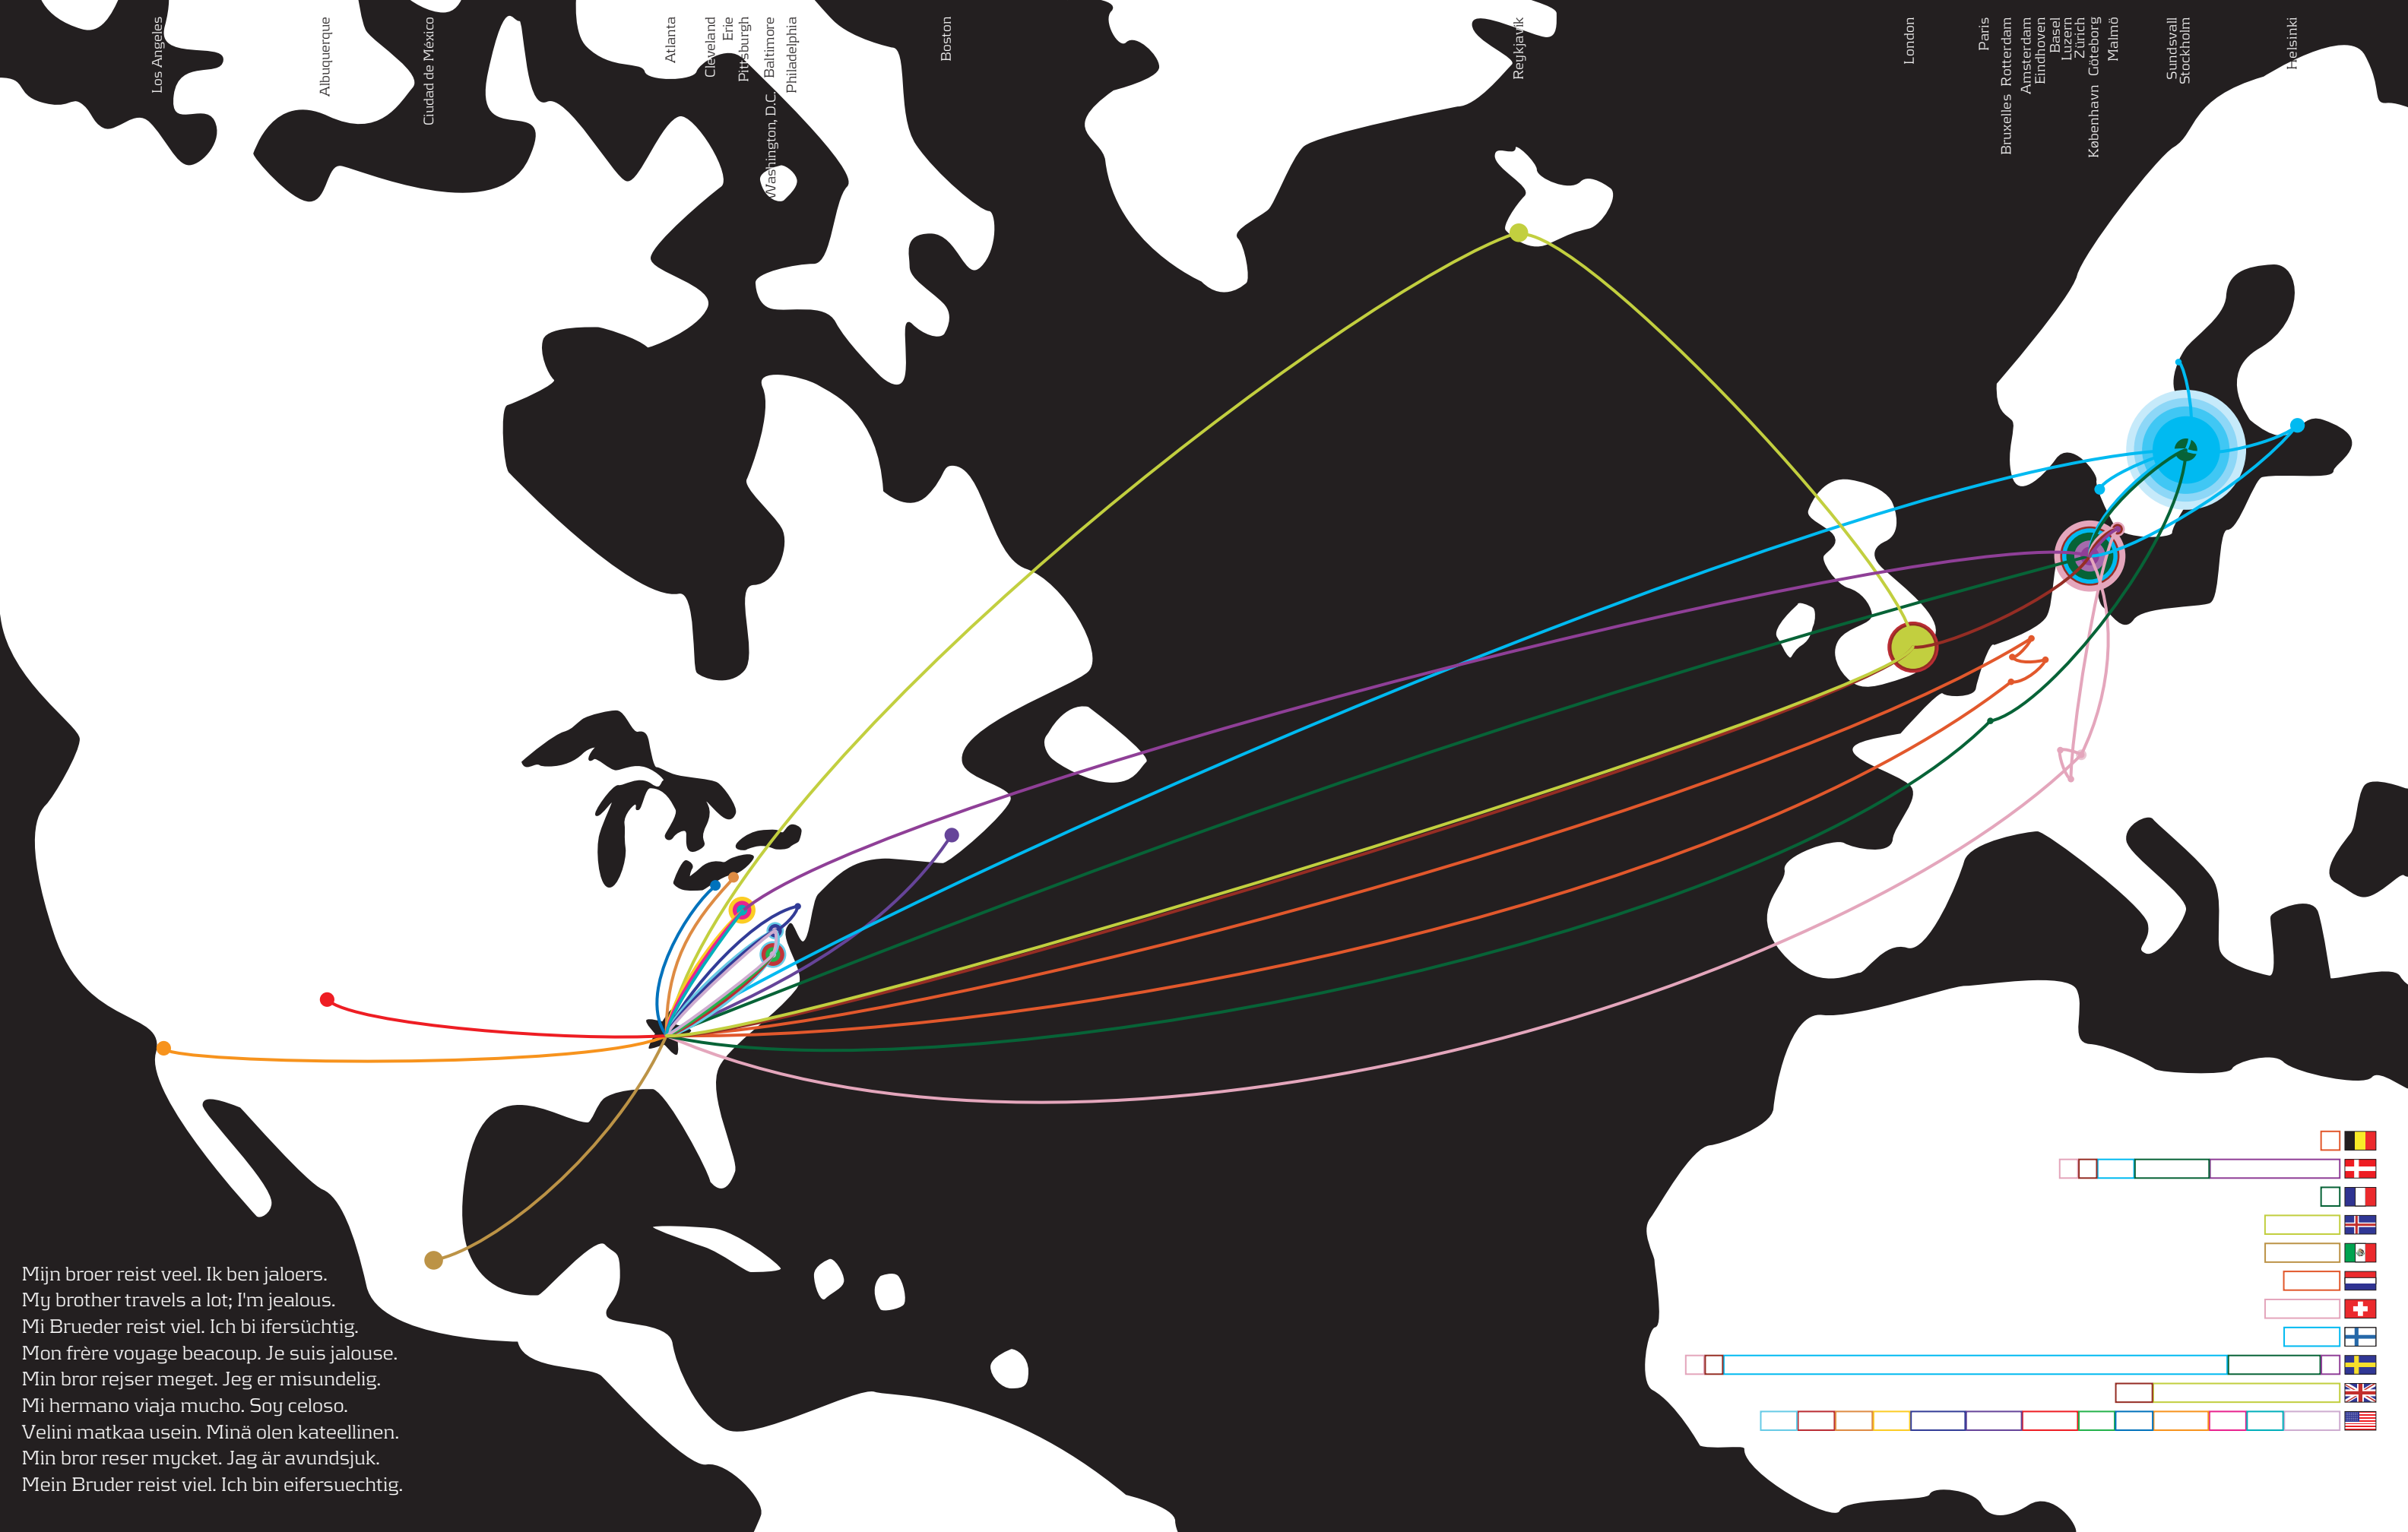 Los Angeles
Albuquerque
Ciudad de México
Atlanta
Cleveland
Erie
Pittsburgh
Washington, D.C. Baltimore
Philadelphia
Boston
Reykjavík
London
Paris
Bruxelles Rotterdam
Amsterdam
Eindhoven
Basel
Luzern
Zürich
København Göteborg
Malmö
Sundsvall
Stockholm
Helsinki
Mijn broer reist veel. Ik ben jaloers.
My brother travels a lot; I'm jealous.
Mi Brueder reist viel. Ich bi ifersüchtig.
Mon frère voyage beacoup. Je suis jalouse.
Min bror rejser meget. Jeg er misundelig.
Mi hermano viaja mucho. Soy celoso.
Velini matkaa usein. Minä olen kateellinen.
Min bror reser mycket. Jag är avundsjuk.
Mein Bruder reist viel. Ich bin eifersuechtig.